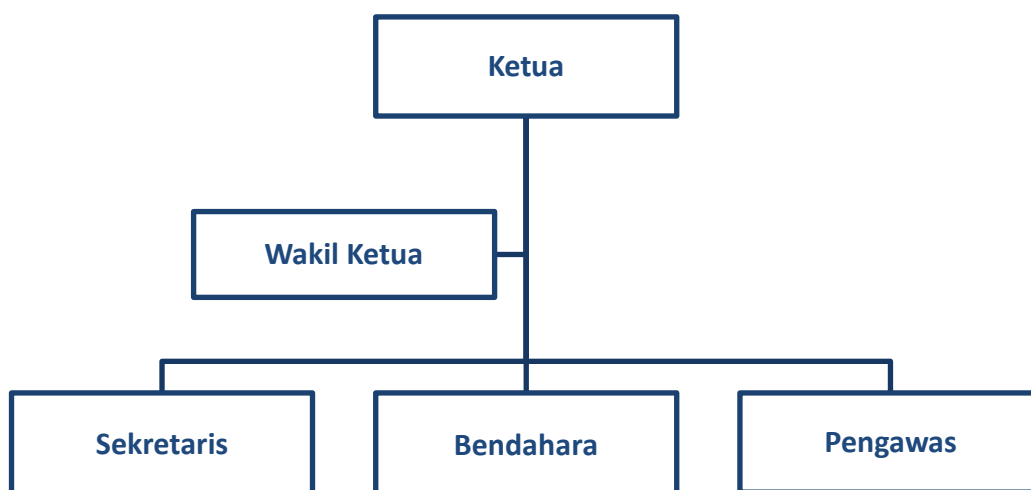 Ketua
Wakil Ketua
Sekretaris
Bendahara
Pengawas